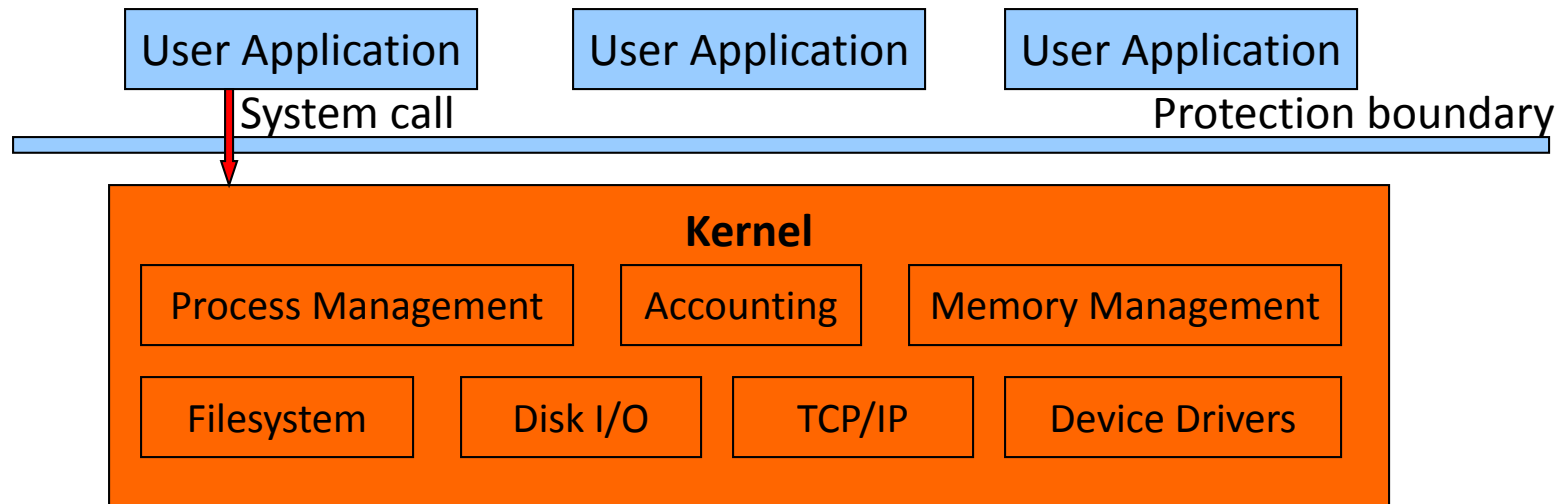 User Application
User Application
User Application
System call
Protection boundary
Kernel
Process Management
Accounting
Memory Management
Filesystem
Disk I/O
TCP/IP
Device Drivers